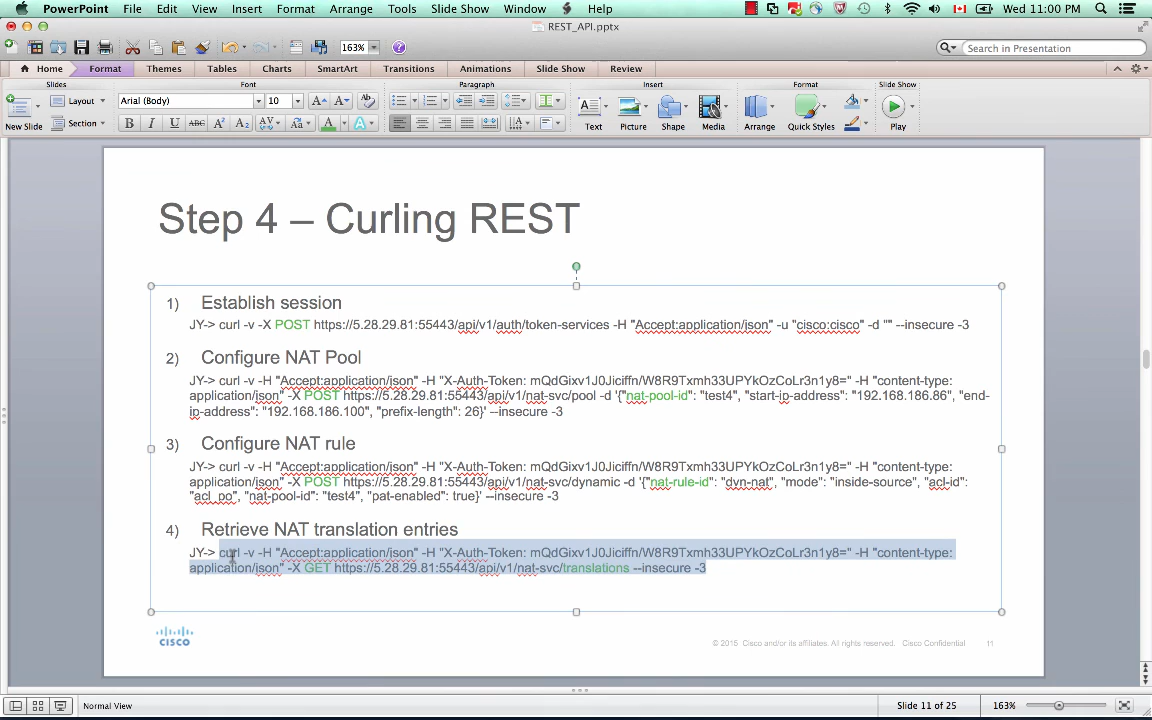 PowerPoint File Edit View Insert Format Arrange Tools Slide Show Window Help Wed 11:00 PM
REST_API.pptx
163% Search in Presentation
Home Format Themes Tables Charts SmartArt Transitions Animations Slide Show Review
Slides Font Paragraph Insert Format Slide Show
Layout Arial (Body) 10
New Slide Section B I U ABC Text Picture Shape Media Arrange Quick Styles Play
Step 4 – Curling REST
1) Establish session
JY-> curl -v -X POST https://5.28.29.81:55443/api/v1/auth/token-services -H "Accept:application/json" -u "cisco:cisco" -d "" --insecure -3
2) Configure NAT Pool
JY-> curl -v -H "Accept:application/json" -H "X-Auth-Token: mQdGixv1J0Jiciffn/W8R9Txmh33UPYkOzCoLr3n1y8=" -H "content-type:
application/json" -X POST https://5.28.29.81:55443/api/v1/nat-svc/pool -d '{"nat-pool-id": "test4", "start-ip-address": "192.168.186.86", "end-
ip-address": "192.168.186.100", "prefix-length": 26}' --insecure -3
3) Configure NAT rule
JY-> curl -v -H "Accept:application/json" -H "X-Auth-Token: mQdGixv1J0Jiciffn/W8R9Txmh33UPYkOzCoLr3n1y8=" -H "content-type:
application/json" -X POST https://5.28.29.81:55443/api/v1/nat-svc/dynamic -d '{"nat-rule-id": "dvn-nat", "mode": "inside-source", "acl-id":
"acl_po", "nat-pool-id": "test4", "pat-enabled": true}' --insecure -3
4) Retrieve NAT translation entries
JY-> curl -v -H "Accept:application/json" -H "X-Auth-Token: mQdGixv1J0Jiciffn/W8R9Txmh33UPYkOzCoLr3n1y8=" -H "content-type:
application/json" -X GET https://5.28.29.81:55443/api/v1/nat-svc/translations --insecure -3
CISCO © 2015 Cisco and/or its affiliates. All rights reserved. Cisco Confidential 11
Normal View Slide 11 of 25 163%